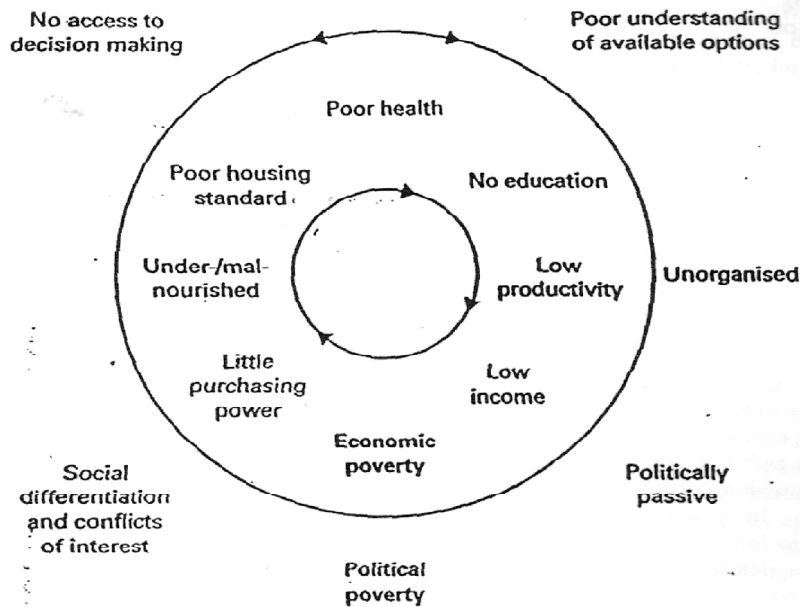 No access to
decision making
Poor understanding
of available options
Poor health
Poor housing
standard
No education
Under-/mal-
nourished
Low
productivity
Unorganised
Little
purchasing
power
Low
income
Economic
poverty
Social
differentiation
and conflicts
of interest
Politically
passive
Political
poverty